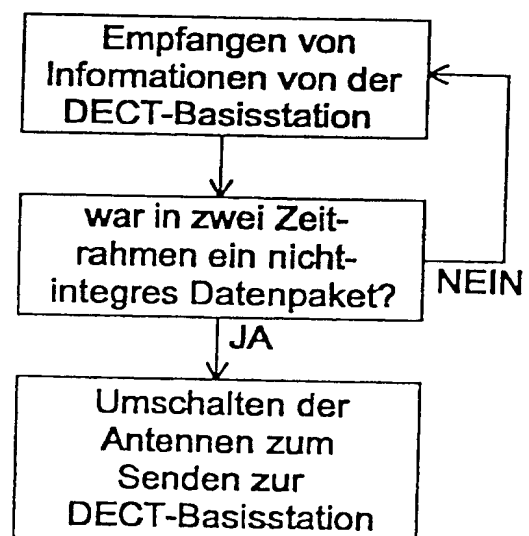 Empfangen von
Informationen von der
DECT-Basisstation
war in zwei Zeit-
rahmen ein nicht-
integres Datenpaket?
NEIN
JA
Umschalten der
Antennen zum
Senden zur
DECT-Basisstation